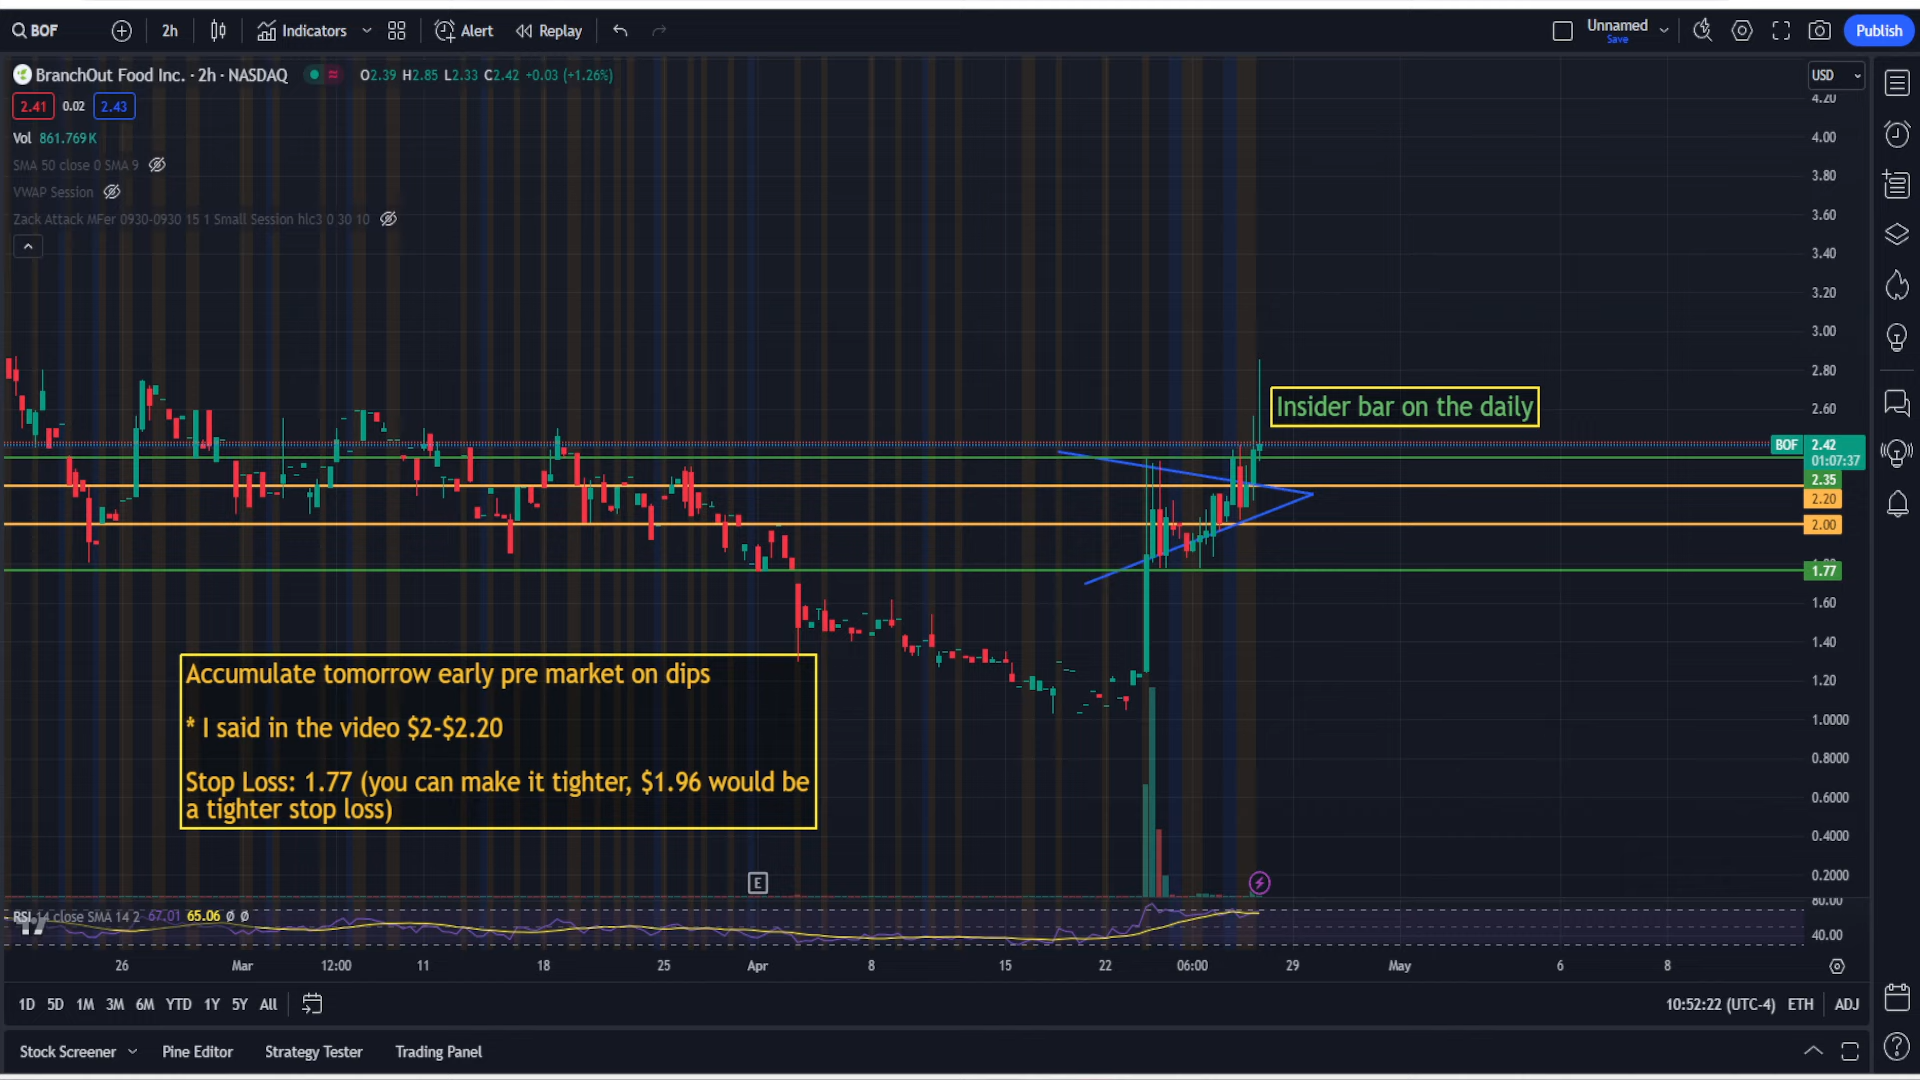 BOF
2h
Indicators
Alert
Replay
Unnamed
Save
Publish
BranchOut Food Inc. · 2h · NASDAQ
O2.39 H2.85 L2.33 C2.42 +0.03 (+1.26%)
USD
2.41 0.02 2.43
Vol 861.769K
SMA 50 close 0 SMA 9
VWAP Session
Zack Attack MFer 0930-0930 15 1 Small Session hlc3 0 30 10
4.20
4.00
3.80
3.60
3.40
3.20
3.00
2.80
2.60
Insider bar on the daily
BOF 2.42
01:07:37
2.35
2.20
2.00
1.77
1.60
1.40
1.20
1.0000
0.8000
0.6000
0.4000
0.2000
Accumulate tomorrow early pre market on dips
* I said in the video $2-$2.20
Stop Loss: 1.77 (you can make it tighter, $1.96 would be
a tighter stop loss)
E
RSI 14 close SMA 14 2 67.01 65.06 Ø Ø
40.00
26 Mar 12:00 11 18 25 Apr 8 15 22 06:00 29 May 6 8
1D 5D 1M 3M 6M YTD 1Y 5Y All
10:52:22 (UTC-4) ETH ADJ
Stock Screener Pine Editor Strategy Tester Trading Panel